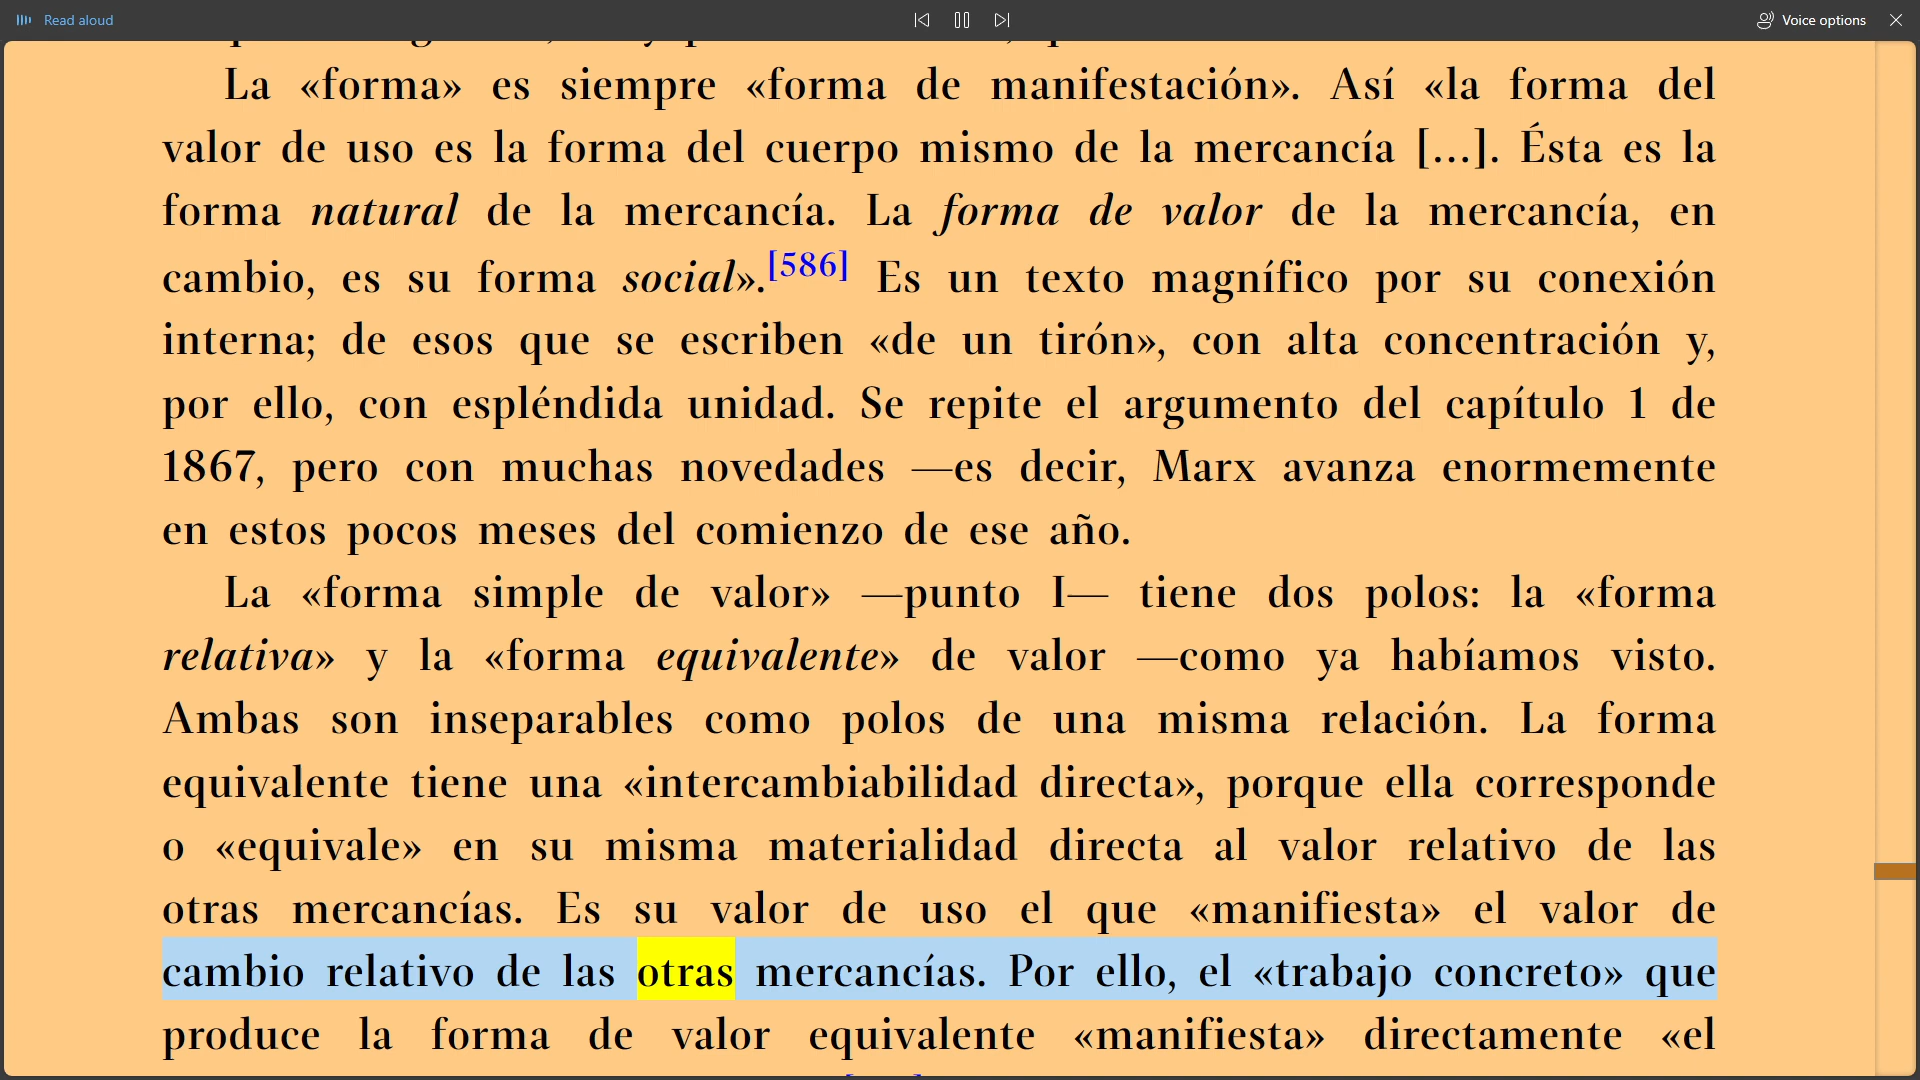 Read aloud
Voice options
La «forma» es siempre «forma de manifestación». Así «la forma del
valor de uso es la forma del cuerpo mismo de la mercancía [...]. Ésta es la
forma natural de la mercancía. La forma de valor de la mercancía, en
cambio, es su forma social».[586] Es un texto magnífico por su conexión
interna; de esos que se escriben «de un tirón», con alta concentración y,
por ello, con espléndida unidad. Se repite el argumento del capítulo 1 de
1867, pero con muchas novedades —es decir, Marx avanza enormemente
en estos pocos meses del comienzo de ese año.
La «forma simple de valor» —punto I— tiene dos polos: la «forma
relativa» y la «forma equivalente» de valor —como ya habíamos visto.
Ambas son inseparables como polos de una misma relación. La forma
equivalente tiene una «intercambiabilidad directa», porque ella corresponde
o «equivale» en su misma materialidad directa al valor relativo de las
otras mercancías. Es su valor de uso el que «manifiesta» el valor de
cambio relativo de las otras mercancías. Por ello, el «trabajo concreto» que
produce la forma de valor equivalente «manifiesta» directamente «el